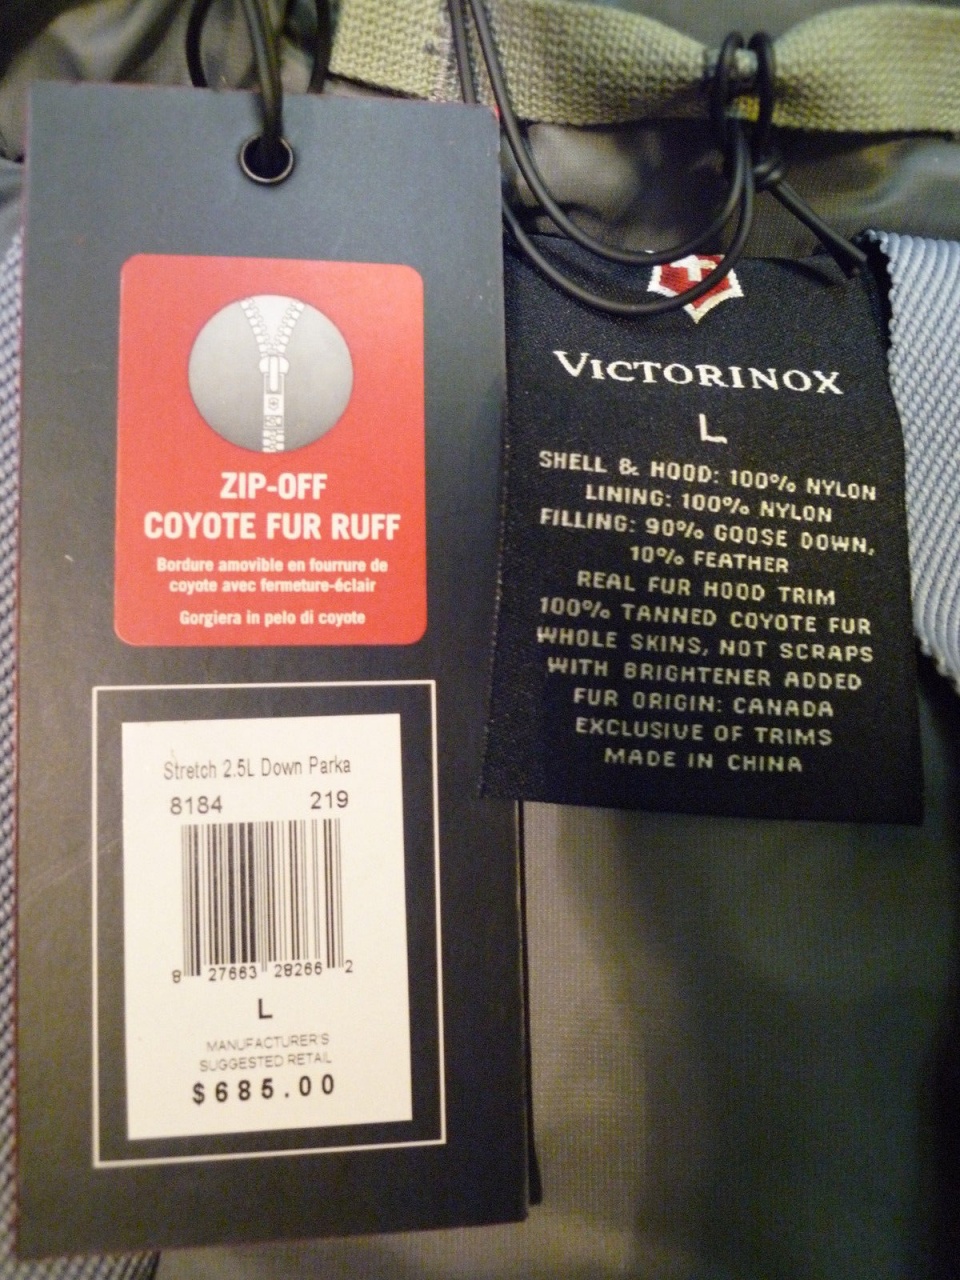 ZIP-OFF
COYOTE FUR RUFF
Bordure amovible en fourrure de
coyote avec fermeture-éclair
Gorgiera in pelo di coyote
Stretch 2.5L Down Parka
8184 219
8 27663 28266 2
L
MANUFACTURER'S
SUGGESTED RETAIL
$685.00
VICTORINOX
L
SHELL & HOOD: 100% NYLON
LINING: 100% NYLON
FILLING: 90% GOOSE DOWN,
10% FEATHER
REAL FUR HOOD TRIM
100% TANNED COYOTE FUR
WHOLE SKINS, NOT SCRAPS
WITH BRIGHTENER ADDED
FUR ORIGIN: CANADA
EXCLUSIVE OF TRIMS
MADE IN CHINA